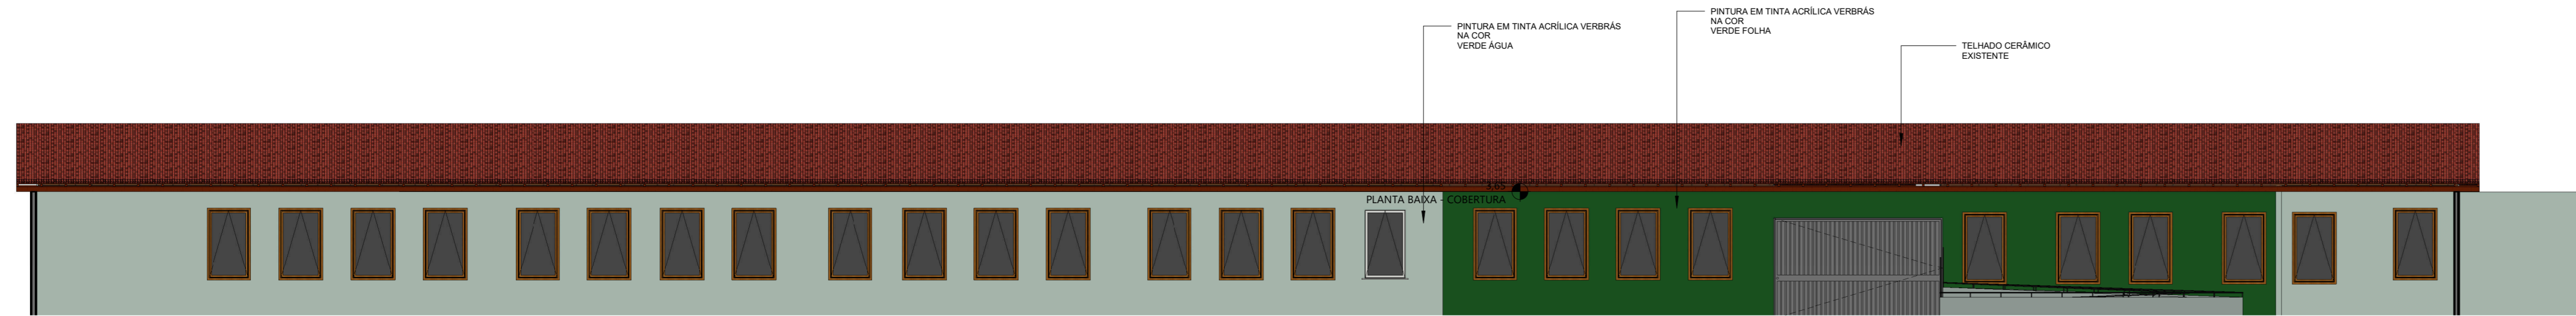 PINTURA EM TINTA ACRÍLICA VERBRÁS
NA COR
VERDE ÁGUA
PINTURA EM TINTA ACRÍLICA VERBRÁS
NA COR
VERDE FOLHA
TELHADO CERÂMICO
EXISTENTE
3,65
PLANTA BAIXA - COBERTURA